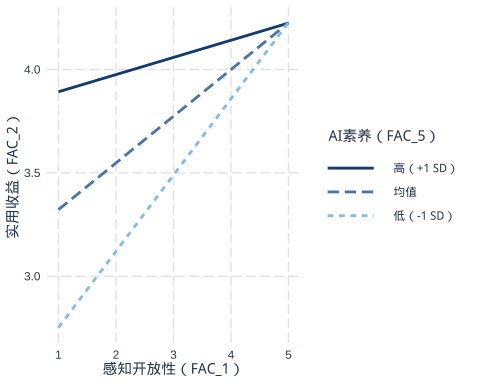 实用收益（FAC_2）
4.0
3.5
3.0
1 2 3 4 5
感知开放性（FAC_1）
AI素养（FAC_5）
高（+1 SD）
均值
低（-1 SD）